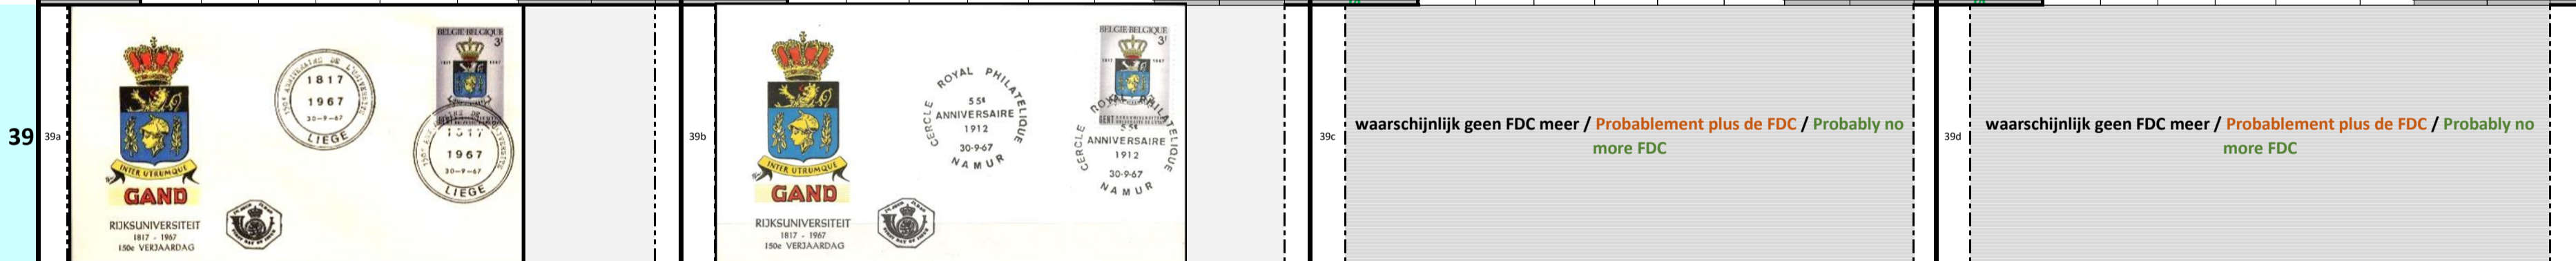 39
39a
BELGIE-BELGIQUE
3F
1817
1967
30-9-67
LIEGE
1817
1967
30-9-67
LIEGE
INTER UTRUMQUE
GAND
RIJKSUNIVERSITEIT
1817 - 1967
150e VERJAARDAG
39b
BELGIE-BELGIQUE
3F
CERCLE ROYAL PHILATELIQUE
55e
ANNIVERSAIRE
1912
30-9-67
NAMUR
CERCLE ROYAL PHILATELIQUE
55e
ANNIVERSAIRE
1912
30-9-67
NAMUR
INTER UTRUMQUE
GAND
RIJKSUNIVERSITEIT
1817 - 1967
150e VERJAARDAG
39c
waarschijnlijk geen FDC meer / Probablement plus de FDC / Probably no
more FDC
39d
waarschijnlijk geen FDC meer / Probablement plus de FDC / Probably no
more FDC